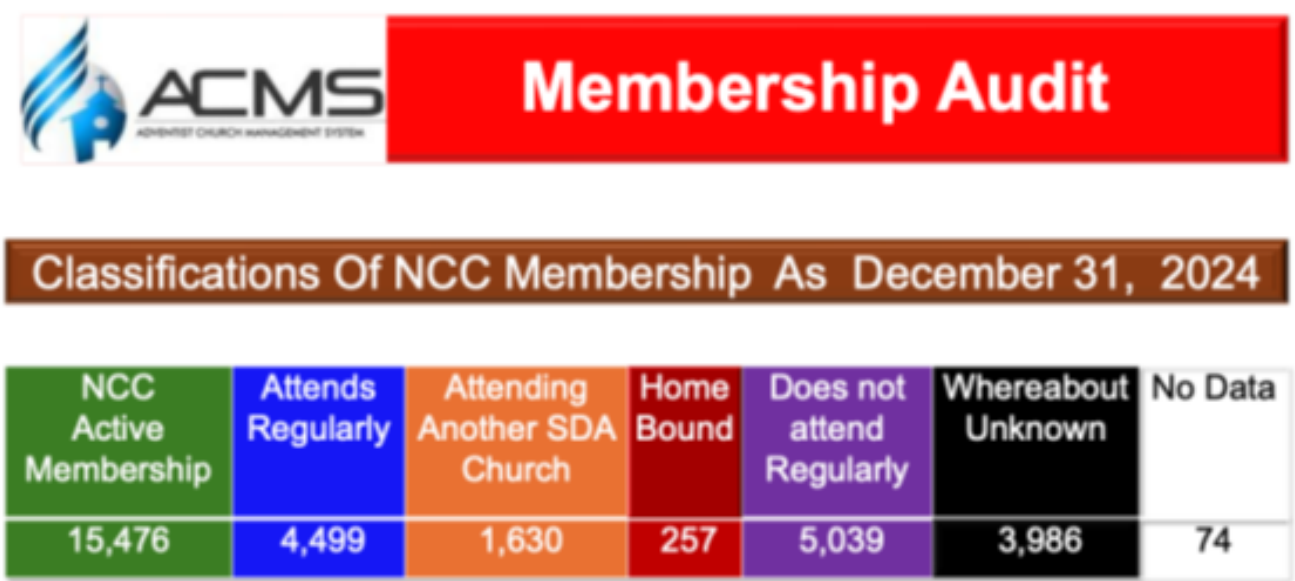 ACMS
ADVENTIST CHURCH MANAGEMENT SYSTEM
Membership Audit
Classifications Of NCC Membership As December 31, 2024
NCC Active Membership
Attends Regularly
Attending Another SDA Church
Home Bound
Does not attend Regularly
Whereabout Unknown
No Data
15,476
4,499
1,630
257
5,039
3,986
74